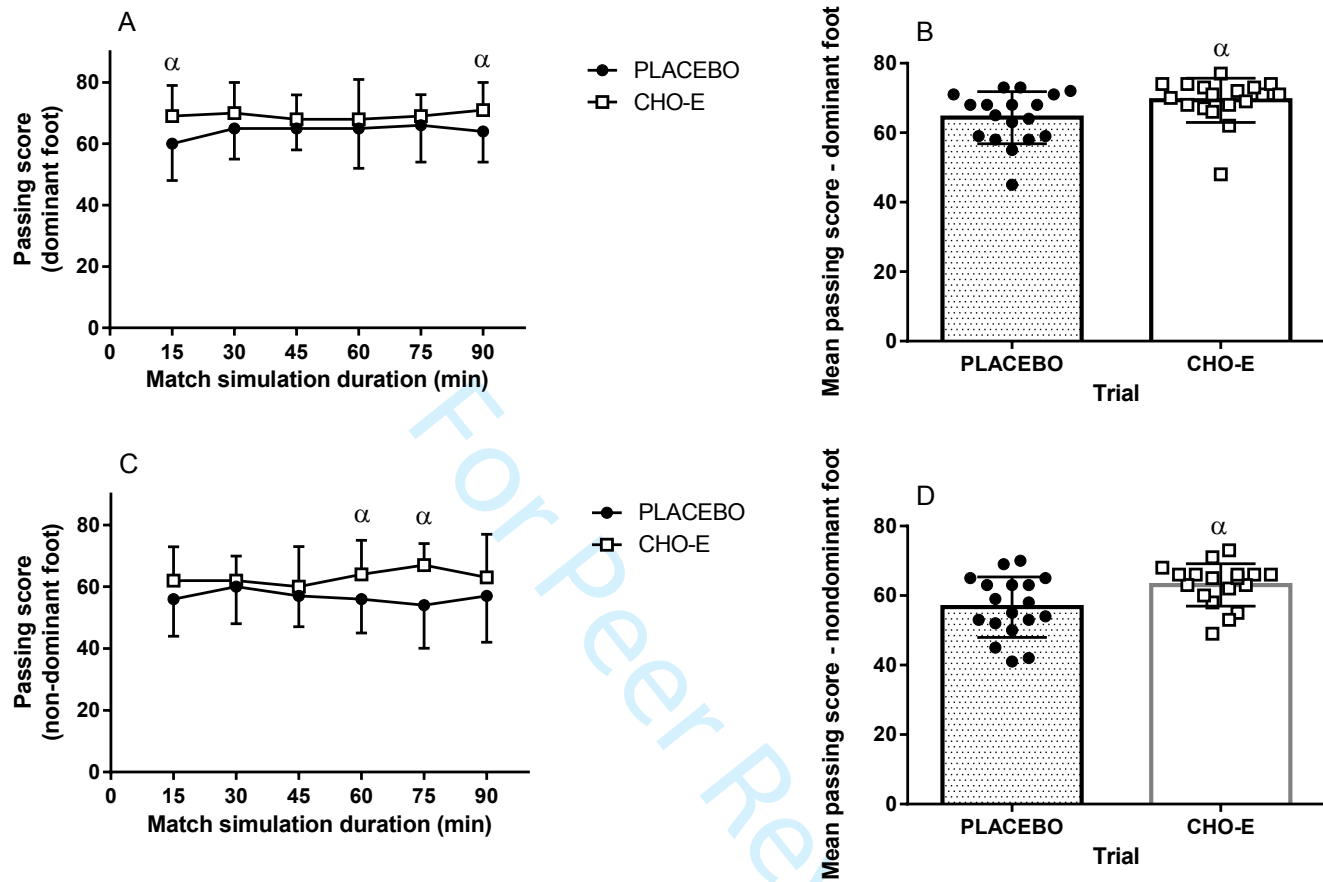 A
α
α
80
60
40
20
0
0
15
30
45
60
75
90
Passing score
(dominant foot)
Match simulation duration (min)
PLACEBO
CHO-E
B
α
80
60
40
20
0
Mean passing score - dominant foot
PLACEBO
CHO-E
Trial
C
α
α
80
60
40
20
0
0
15
30
45
60
75
90
Passing score
(non-dominant foot)
Match simulation duration (min)
PLACEBO
CHO-E
D
α
80
60
40
20
0
Mean passing score - nondominant foot
PLACEBO
CHO-E
Trial
For Peer Re